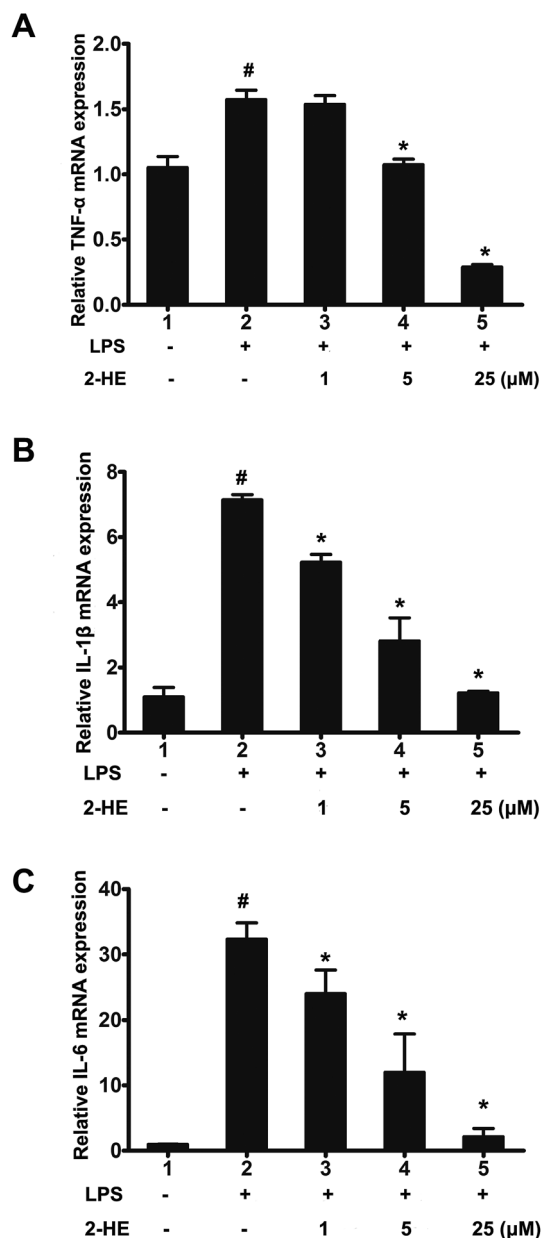 A
Relative TNF-α mRNA expression
2.0
1.5
1.0
0.5
0.0
#
*
*
1 2 3 4 5
LPS - + + + +
2-HE - - 1 5 25 (μM)
B
Relative IL-1β mRNA expression
8
6
4
2
0
#
*
*
*
1 2 3 4 5
LPS - + + + +
2-HE - - 1 5 25 (μM)
C
Relative IL-6 mRNA expression
40
30
20
10
0
#
*
*
*
1 2 3 4 5
LPS - + + + +
2-HE - - 1 5 25 (μM)